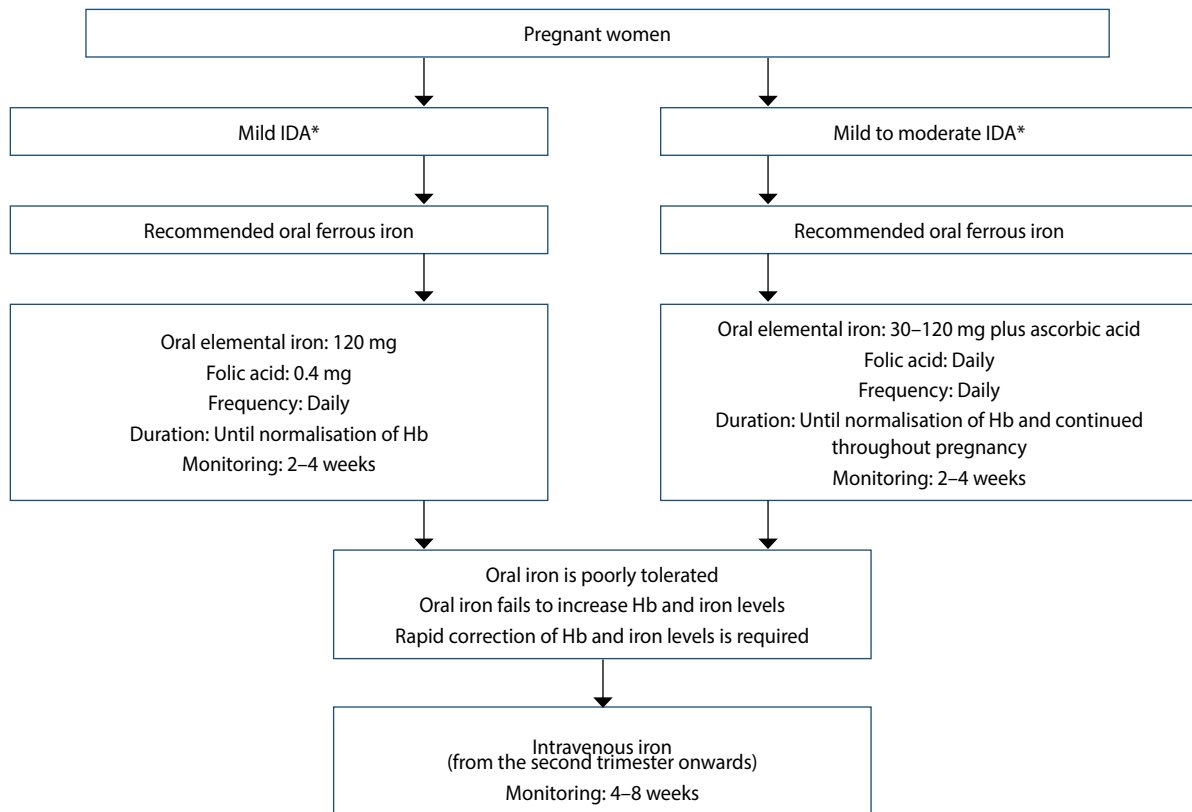 Pregnant women
Mild IDA*
Mild to moderate IDA*
Recommended oral ferrous iron
Recommended oral ferrous iron
Oral elemental iron: 120 mg
Folic acid: 0.4 mg
Frequency: Daily
Duration: Until normalisation of Hb
Monitoring: 2–4 weeks
Oral elemental iron: 30–120 mg plus ascorbic acid
Folic acid: Daily
Frequency: Daily
Duration: Until normalisation of Hb and continued
throughout pregnancy
Monitoring: 2–4 weeks
Oral iron is poorly tolerated
Oral iron fails to increase Hb and iron levels
Rapid correction of Hb and iron levels is required
Intravenous iron
(from the second trimester onwards)
Monitoring: 4–8 weeks